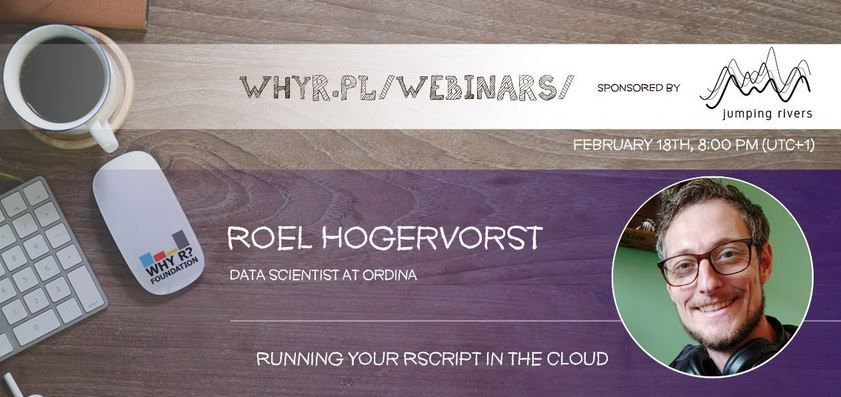 WHYR.PL/WEBINARS/
SPONSORED BY
jumping rivers
FEBRUARY 18TH, 8:00 PM (UTC+1)
WHY R?
FOUNDATION
ROEL HOGERVORST
DATA SCIENTIST AT ORDINA
RUNNING YOUR RSCRIPT IN THE CLOUD